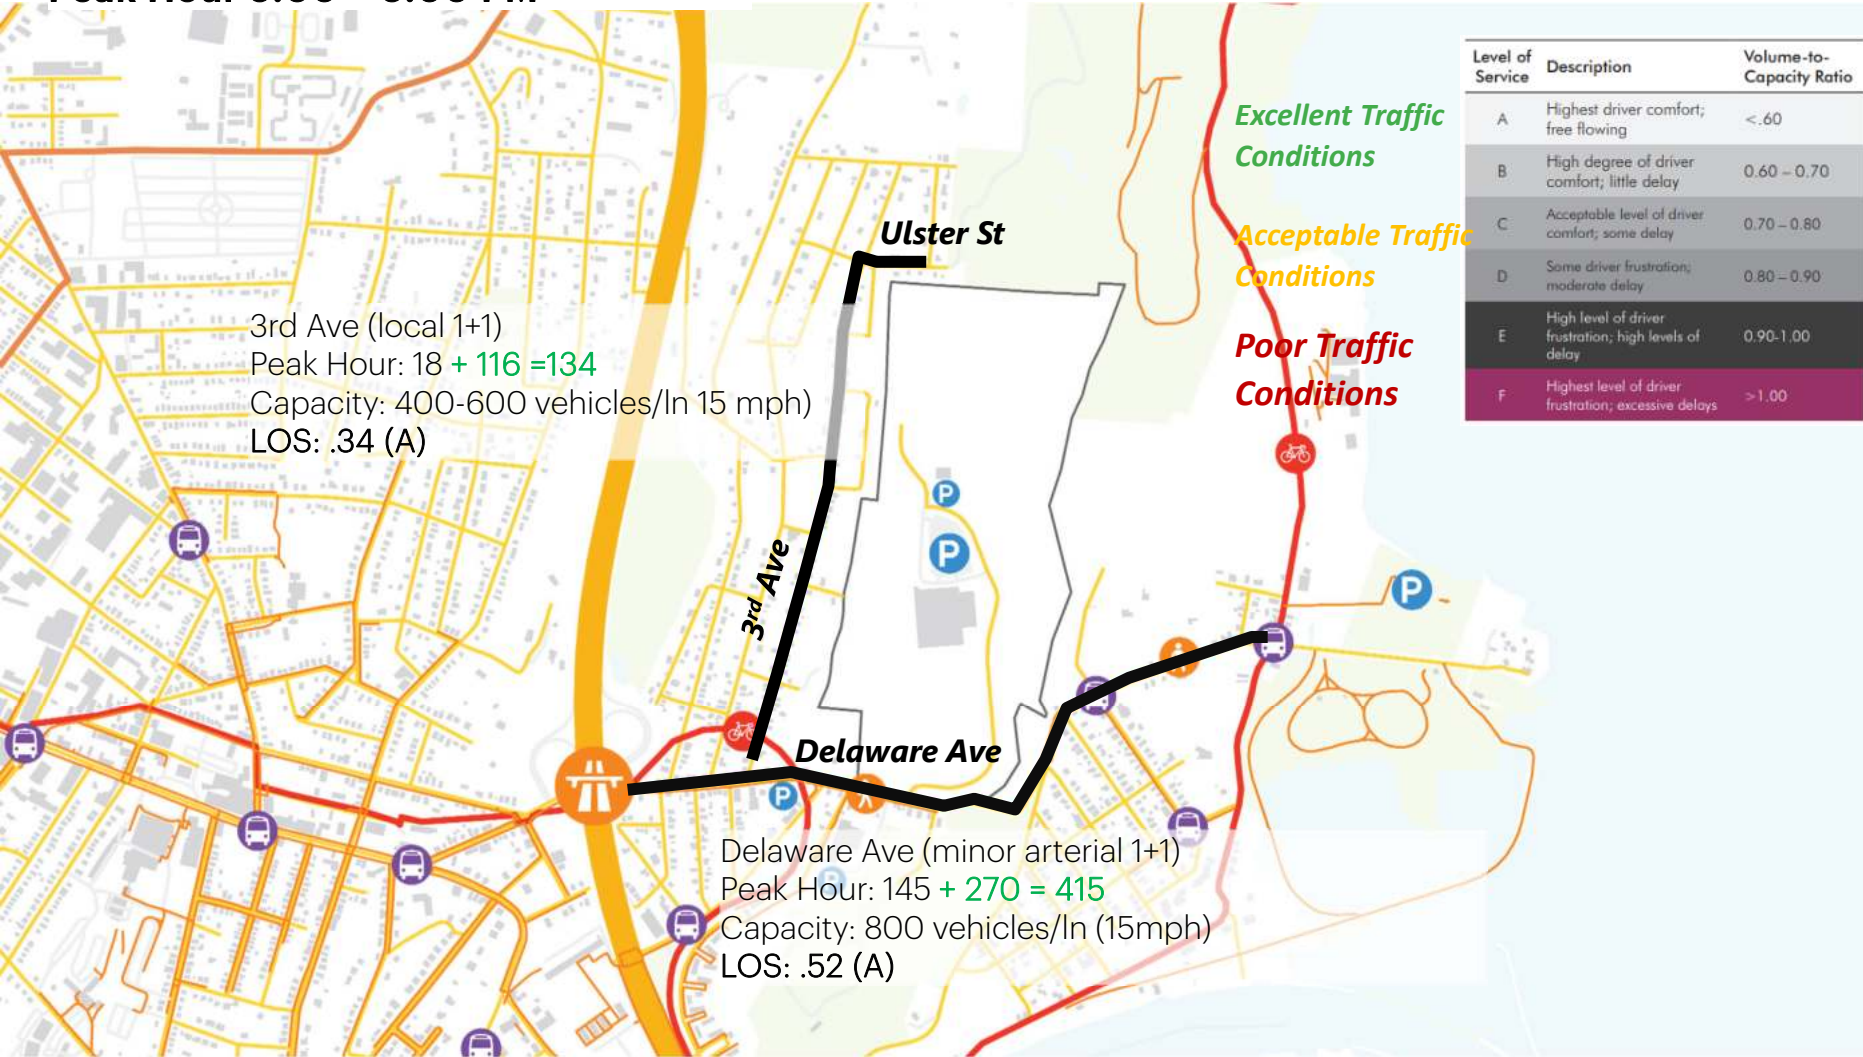 Ulster St
3rd Ave (local 1+1)
Peak Hour: 18 + 116 =134
Capacity: 400-600 vehicles/ln 15 mph)
LOS: .34 (A)
3rd Ave
Delaware Ave
Delaware Ave (minor arterial 1+1)
Peak Hour: 145 + 270 = 415
Capacity: 800 vehicles/ln (15mph)
LOS: .52 (A)
Excellent Traffic
Conditions
Acceptable Traffic
Conditions
Poor Traffic
Conditions
Level of Service Description Volume-to-Capacity Ratio
A Highest driver comfort; free flowing <.60
B High degree of driver comfort; little delay 0.60 – 0.70
C Acceptable level of driver comfort; some delay 0.70 – 0.80
D Some driver frustration; moderate delay 0.80 – 0.90
E High level of driver frustration; high levels of delay 0.90-1.00
F Highest level of driver frustration; excessive delays >1.00
P
P
P
P
P